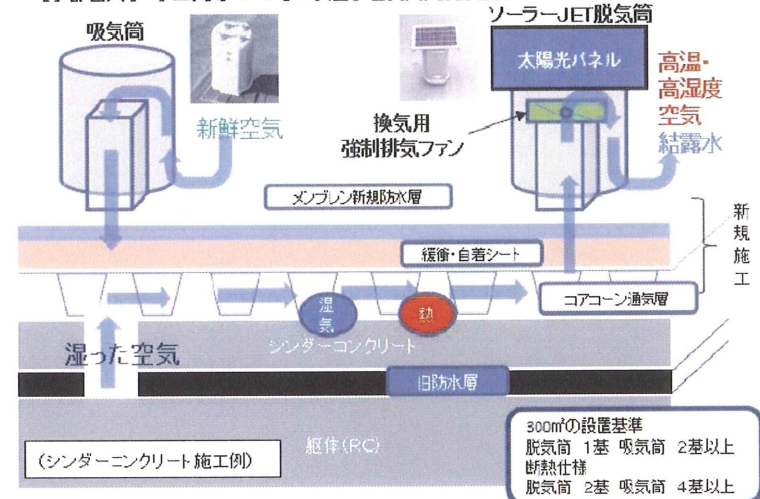 ソーラーJET脱気筒
吸気筒
太陽光パネル
高温・
高湿度
空気
結露水
新鮮空気
換気用
強制排気ファン
メンブレン新規防水層
新規施工
緩衝・自着シート
コアコーン通気層
湿気
熱
シンダーコンクリート
湿った空気
旧防水層
躯体(RC)
(シンダーコンクリート施工例)
300㎡の設置基準
脱気筒 1基 吸気筒 2基以上
断熱仕様
脱気筒 2基 吸気筒 4基以上